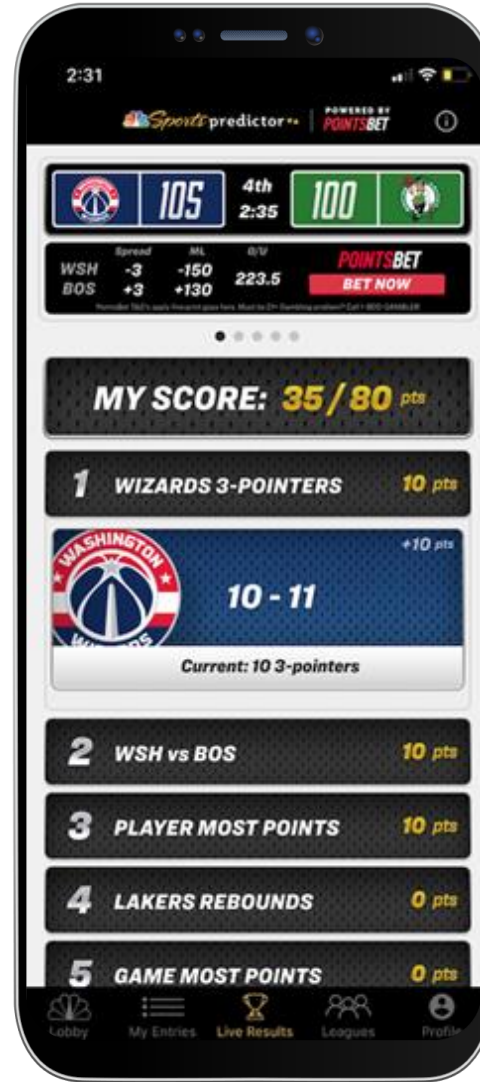 2:31
Sports predictor
POWERED BY
POINTSBET
105
4th
2:35
100
Spread ML O/U
WSH -3 -150 223.5
BOS +3 +130
POINTSBET
BET NOW
MY SCORE: 35/80 pts
1 WIZARDS 3-POINTERS 10 pts
WASHINGTON
WIZARDS
+10 pts
10 - 11
Current: 10 3-pointers
2 WSH vs BOS 10 pts
3 PLAYER MOST POINTS 10 pts
4 LAKERS REBOUNDS 0 pts
5 GAME MOST POINTS 0 pts
Lobby My Entries Live Results Leagues Profile